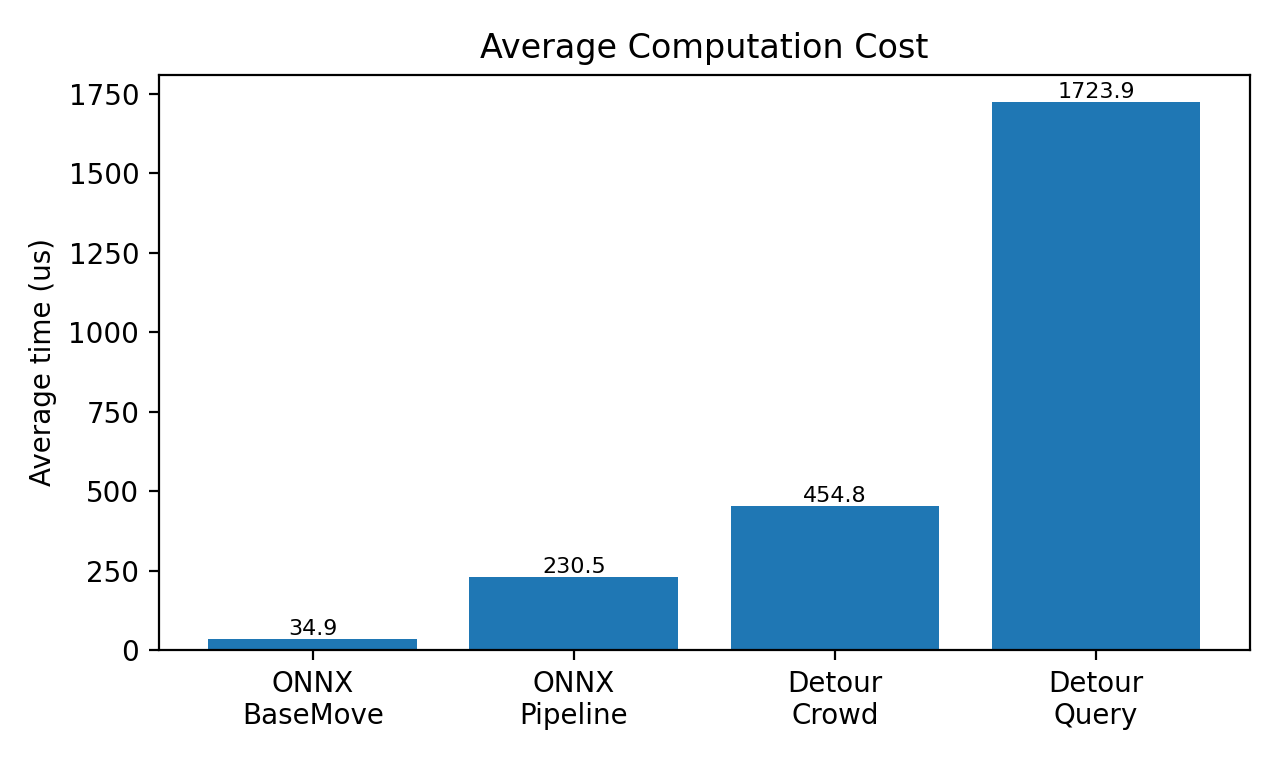 Average Computation Cost
Average time (us)
1750
1500
1250
1000
750
500
250
0
34.9
230.5
454.8
1723.9
ONNX
BaseMove
ONNX
Pipeline
Detour
Crowd
Detour
Query